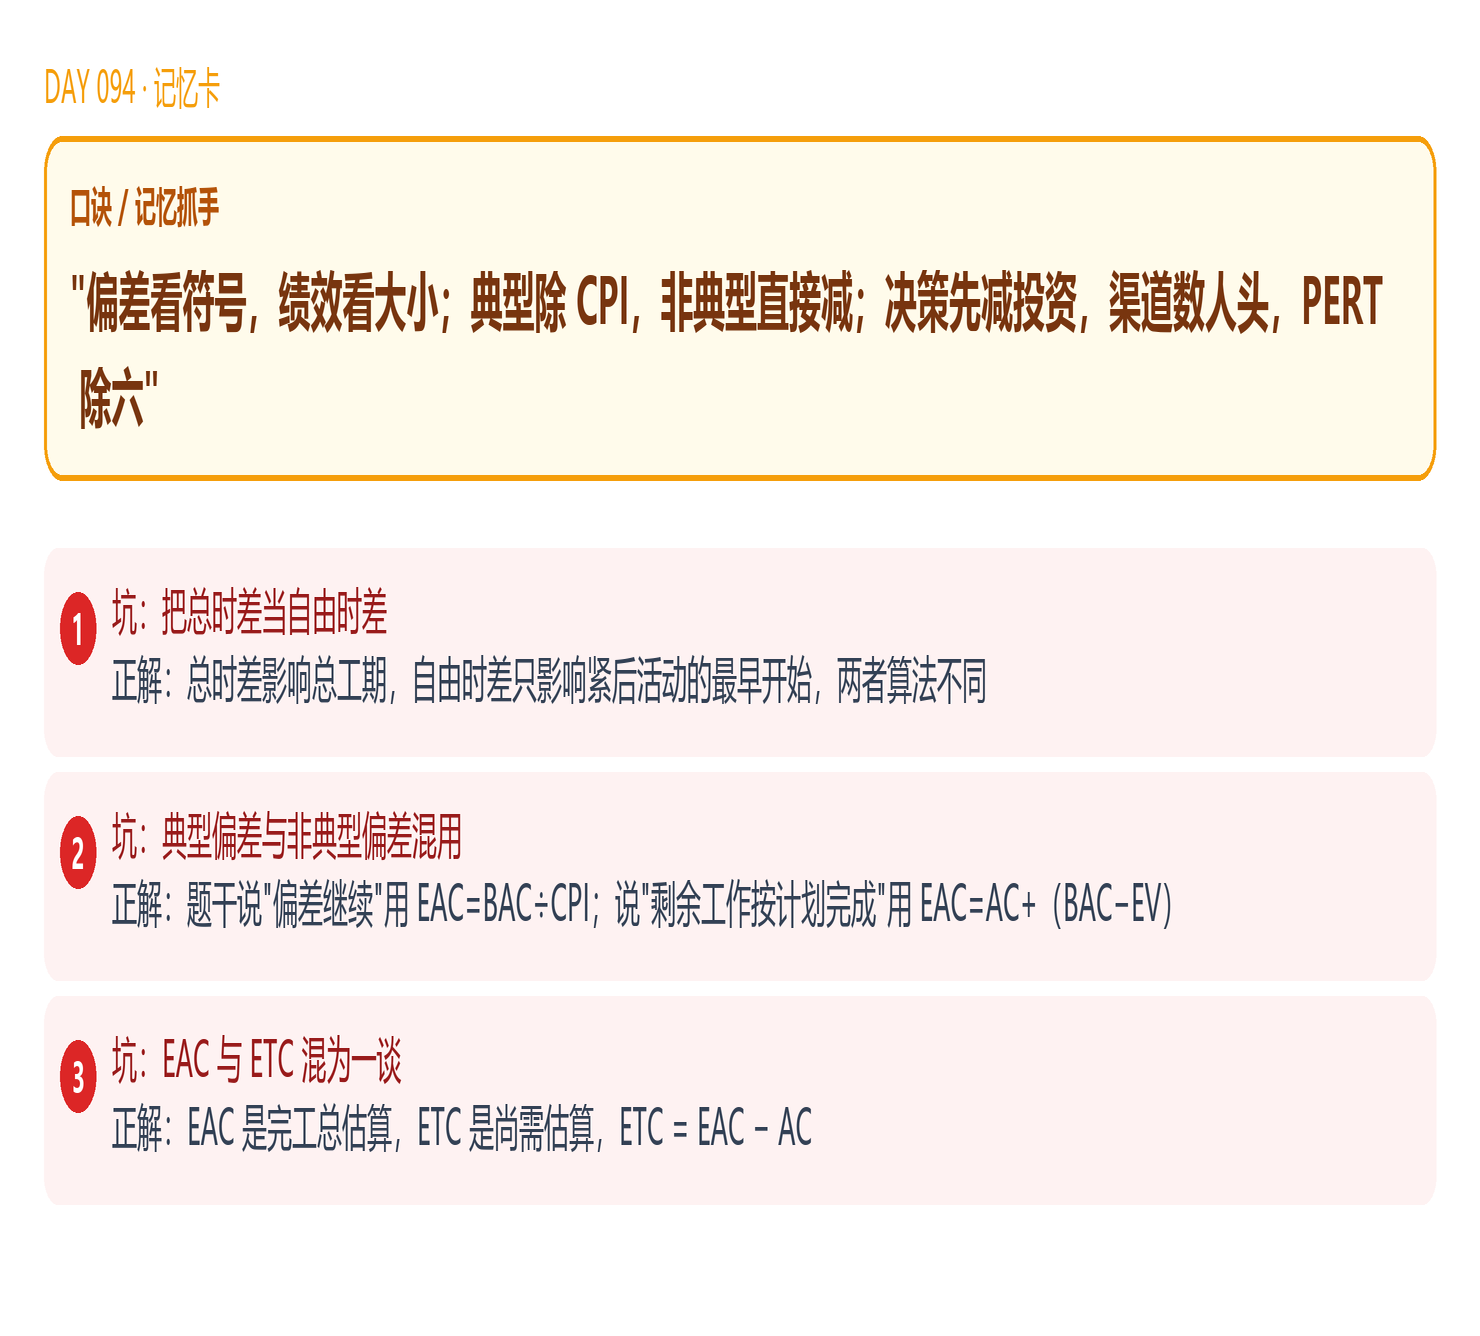 DAY 094 · 记忆卡
口诀 / 记忆抓手
"偏差看符号，绩效看大小；典型除 CPI，非典型直接减；决策先减投资，渠道数人头，PERT
除六"
1
坑：把总时差当自由时差
正解：总时差影响总工期，自由时差只影响紧后活动的最早开始，两者算法不同
2
坑：典型偏差与非典型偏差混用
正解：题干说"偏差继续"用 EAC=BAC÷CPI；说"剩余工作按计划完成"用 EAC=AC+（BAC−EV）
3
坑：EAC 与 ETC 混为一谈
正解：EAC 是完工总估算，ETC 是尚需估算，ETC = EAC − AC